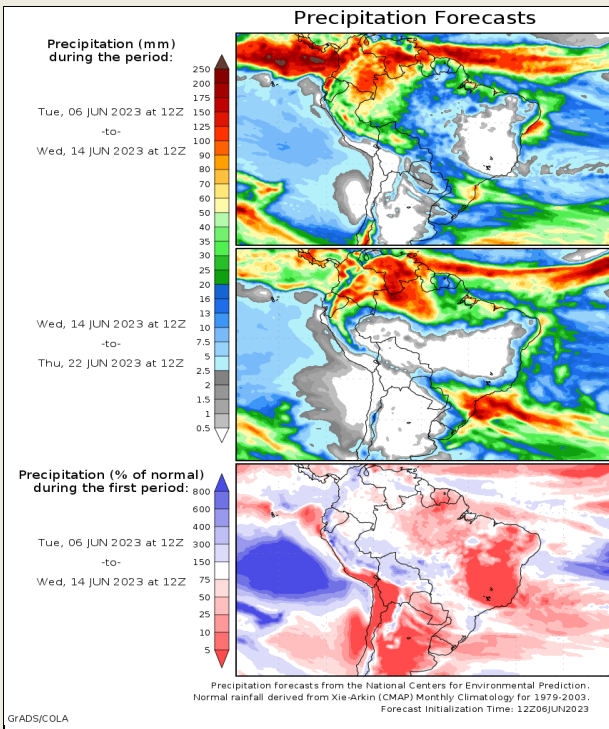 Precipitation Forecasts
Precipitation (mm)
during the period:
Tue, 06 JUN 2023 at 12Z
-to-
Wed, 14 JUN 2023 at 12Z
250
200
175
150
125
100
90
80
70
60
50
40
35
30
25
20
16
13
10
7.5
5
2.5
2
1.5
1
0.5
Wed, 14 JUN 2023 at 12Z
-to-
Thu, 22 JUN 2023 at 12Z
Precipitation (% of normal)
during the first period:
800
600
400
300
150
75
50
25
10
5
Tue, 06 JUN 2023 at 12Z
-to-
Wed, 14 JUN 2023 at 12Z
Precipitation forecasts from the National Centers for Environmental Prediction.
Normal rainfall derived from Xie-Arkin (CMAP) Monthly Climatology for 1979-2003.
Forecast Initialization Time: 12Z06JUN2023
GrADS/COLA